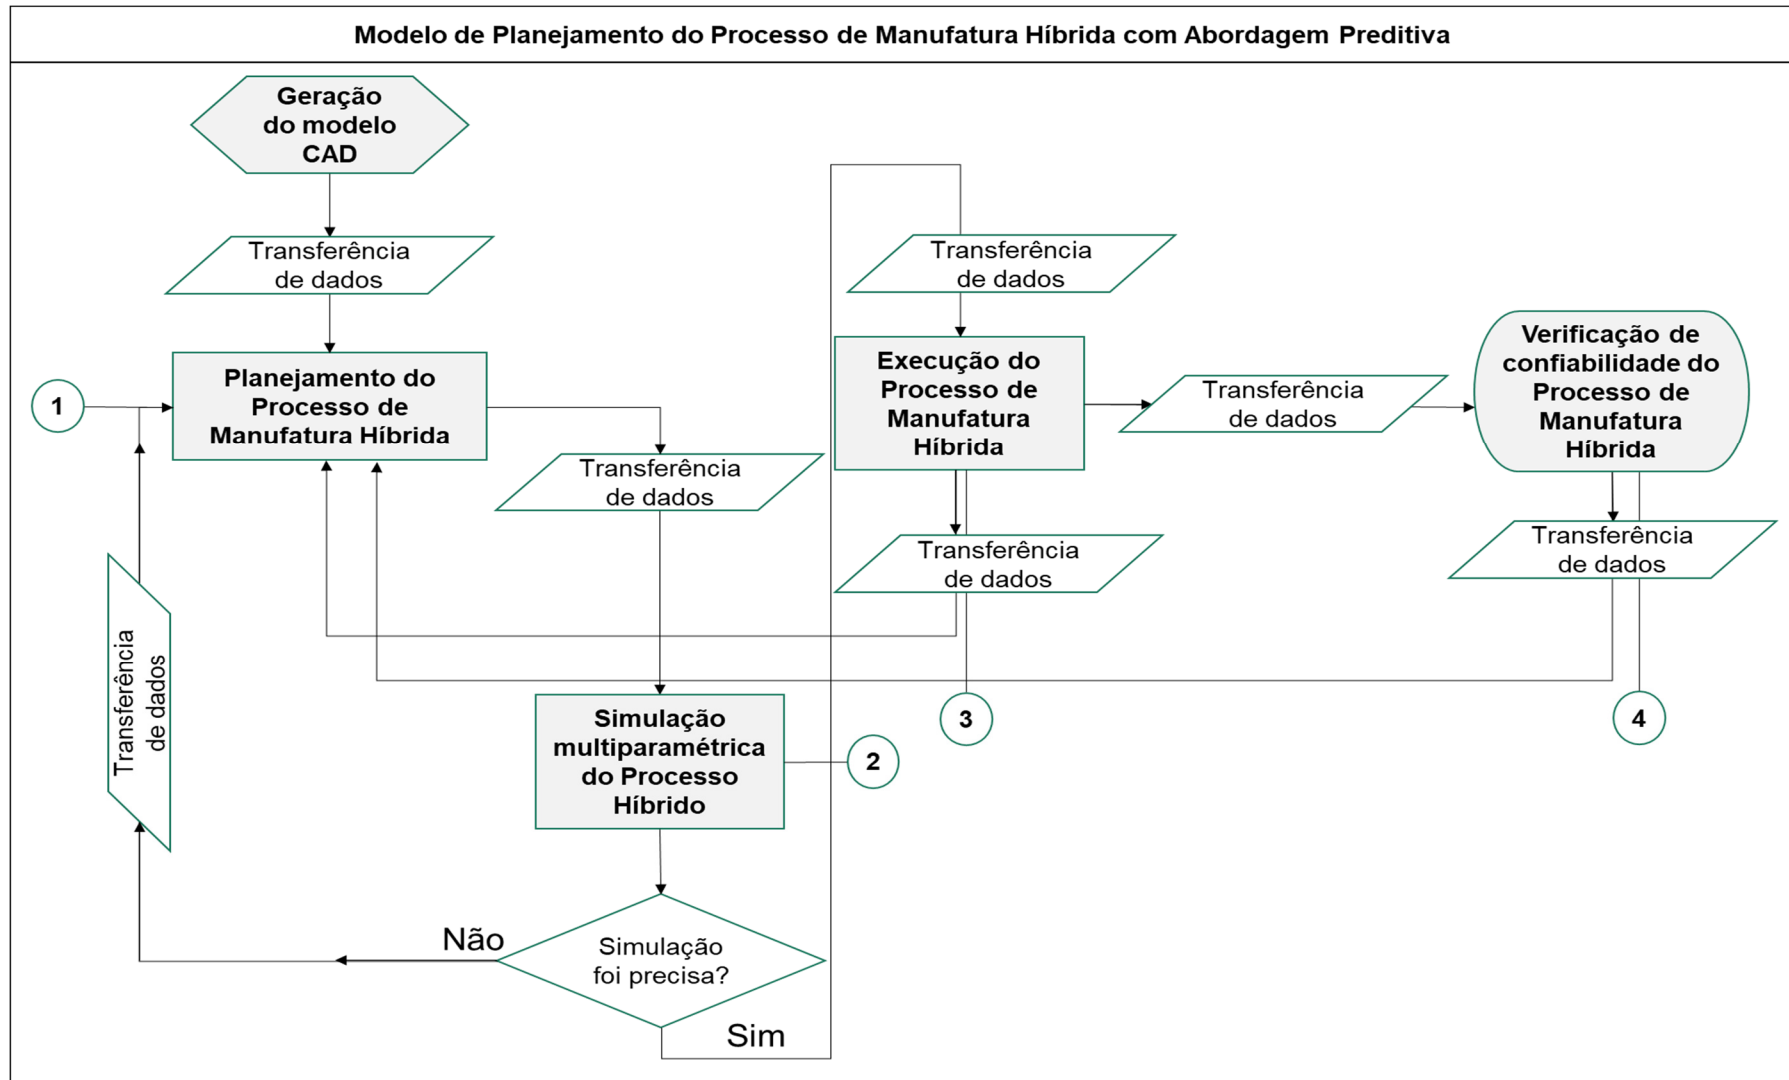 Modelo de Planejamento do Processo de Manufatura Híbrida com Abordagem Preditiva
Geração
do modelo
CAD
Transferência
de dados
1
Planejamento do
Processo de
Manufatura Híbrida
Transferência
de dados
Transferência
de dados
Simulação
multiparamétrica
do Processo
Híbrido
2
Simulação
foi precisa?
Não
Sim
Transferência
de dados
Execução do
Processo de
Manufatura
Híbrida
Transferência
de dados
3
Transferência
de dados
Verificação de
confiabilidade do
Processo de
Manufatura
Híbrida
Transferência
de dados
4